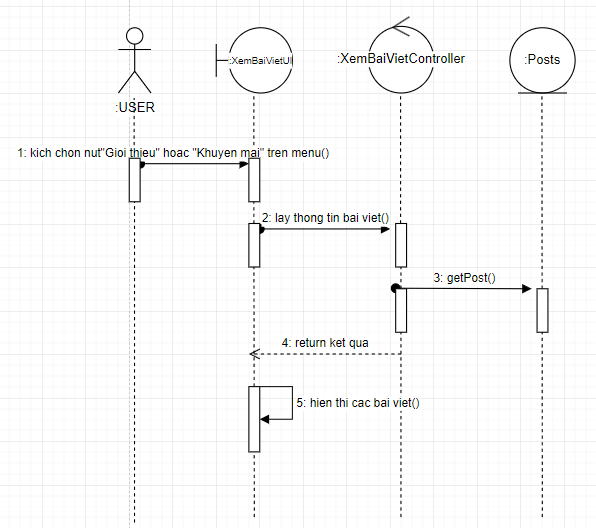 :XemBaiVietUI
:XemBaiVietController
:Posts
:USER
1: kich chon nut"Gioi thieu" hoac "Khuyen mai" tren menu()
2: lay thong tin bai viet()
3: getPost()
4: return ket qua
5: hien thi cac bai viet()